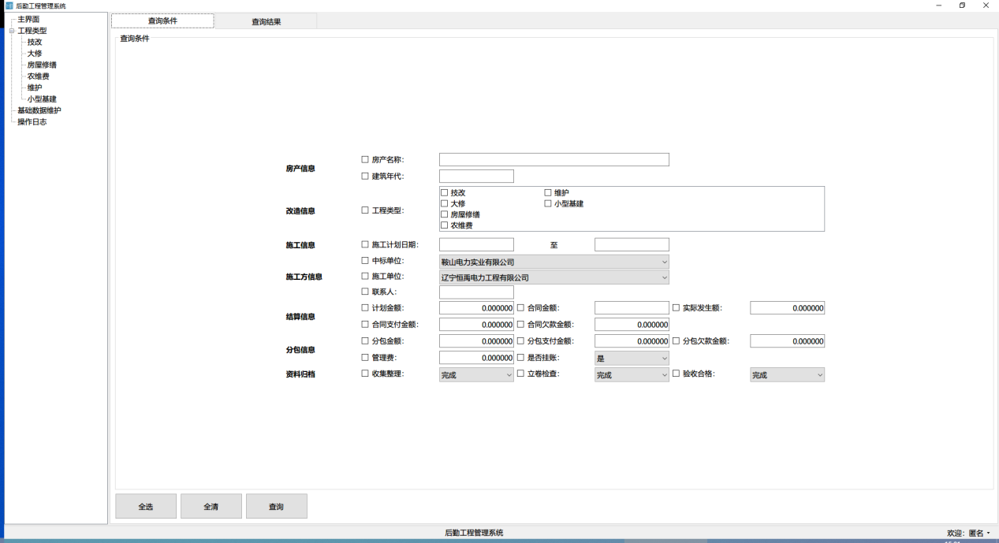 后勤工程管理系统
主界面
工程类型
技改
大修
房屋修缮
农维费
维护
小型基建
基础数据维护
操作日志
查询条件 查询结果
查询条件
房产信息
房产名称:
建筑年代:
改造信息
工程类型:
技改 维护
大修 小型基建
房屋修缮
农维费
施工信息
施工计划日期: 至
施工方信息
中标单位: 鞍山电力实业有限公司
施工单位: 辽宁恒禹电力工程有限公司
联系人:
结算信息
计划金额: 0.000000 合同金额: 实际发生额: 0.000000
合同支付金额: 0.000000 合同欠款金额: 0.000000
分包信息
分包金额: 0.000000 分包支付金额: 0.000000 分包欠款金额: 0.000000
管理费: 0.000000 是否挂账: 是
资料归档
收集整理: 完成 立卷检查: 完成 验收合格: 完成
全选 全清 查询
后勤工程管理系统 欢迎: 匿名